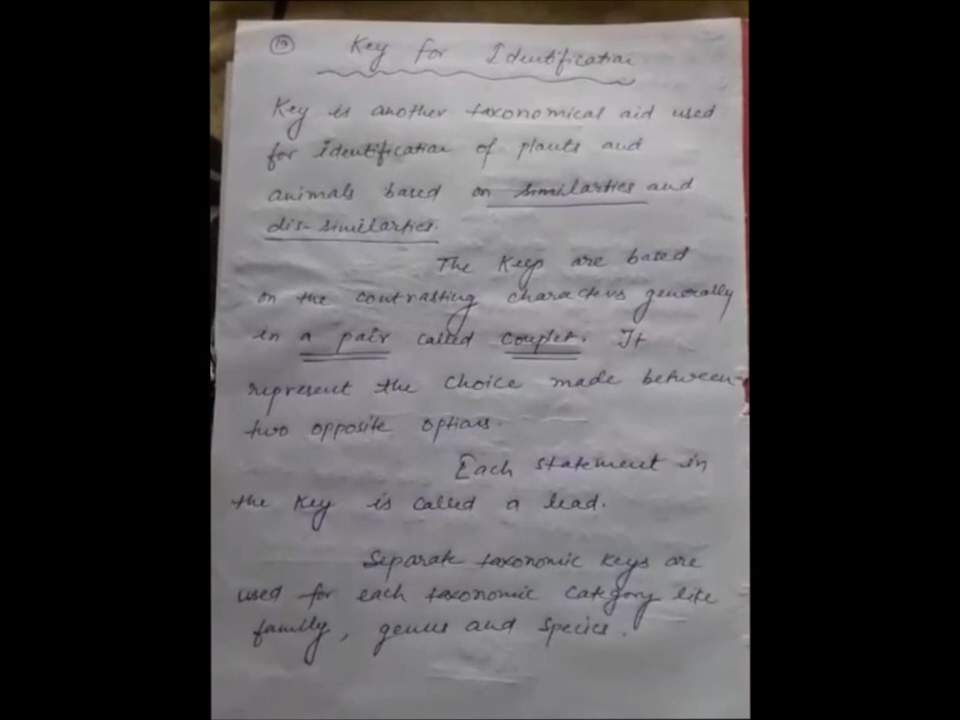 13
Key for Identification
Key is another taxonomical aid used
for Identification of plants and
animals based on similarties and
dis-similarties.
The Keys are based
on the contrasting characters generally
in a pair called couplet. It
represent the choice made between
two opposite options.
Each statement in
the Key is called a lead.
Separate taxonomic Keys are
used for each taxonomic category like
family, genus and species.